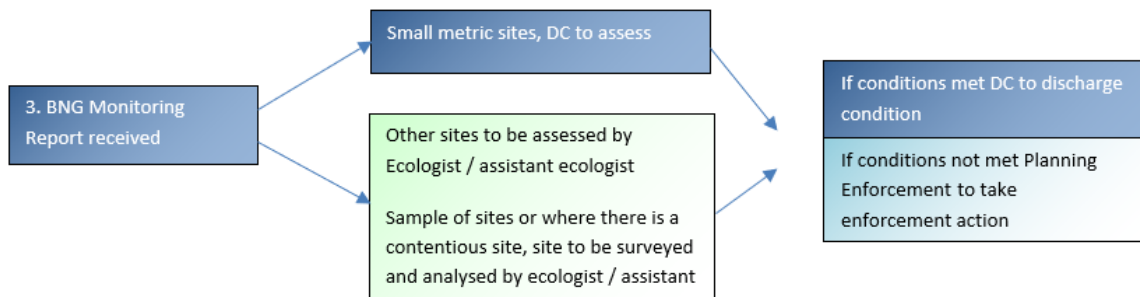 3. BNG Monitoring
Report received
Small metric sites, DC to assess
Other sites to be assessed by
Ecologist / assistant ecologist
Sample of sites or where there is a
contentious site, site to be surveyed
and analysed by ecologist / assistant
If conditions met DC to discharge
condition
If conditions not met Planning
Enforcement to take
enforcement action